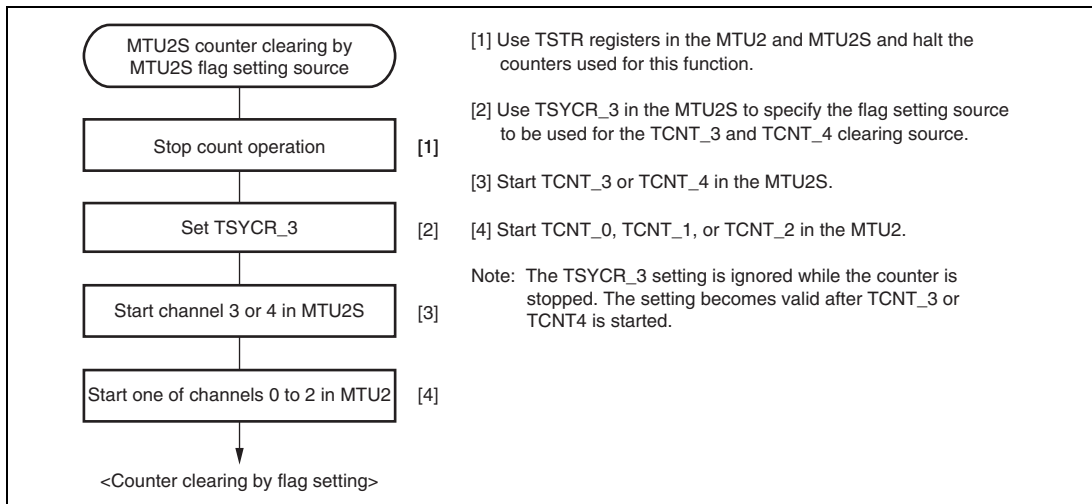 MTU2S counter clearing by
MTU2S flag setting source
Stop count operation
[1]
Set TSYCR_3
[2]
Start channel 3 or 4 in MTU2S
[3]
Start one of channels 0 to 2 in MTU2
[4]
<Counter clearing by flag setting>
[1] Use TSTR registers in the MTU2 and MTU2S and halt the
counters used for this function.
[2] Use TSYCR_3 in the MTU2S to specify the flag setting source
to be used for the TCNT_3 and TCNT_4 clearing source.
[3] Start TCNT_3 or TCNT_4 in the MTU2S.
[4] Start TCNT_0, TCNT_1, or TCNT_2 in the MTU2.
Note: The TSYCR_3 setting is ignored while the counter is
stopped. The setting becomes valid after TCNT_3 or
TCNT4 is started.